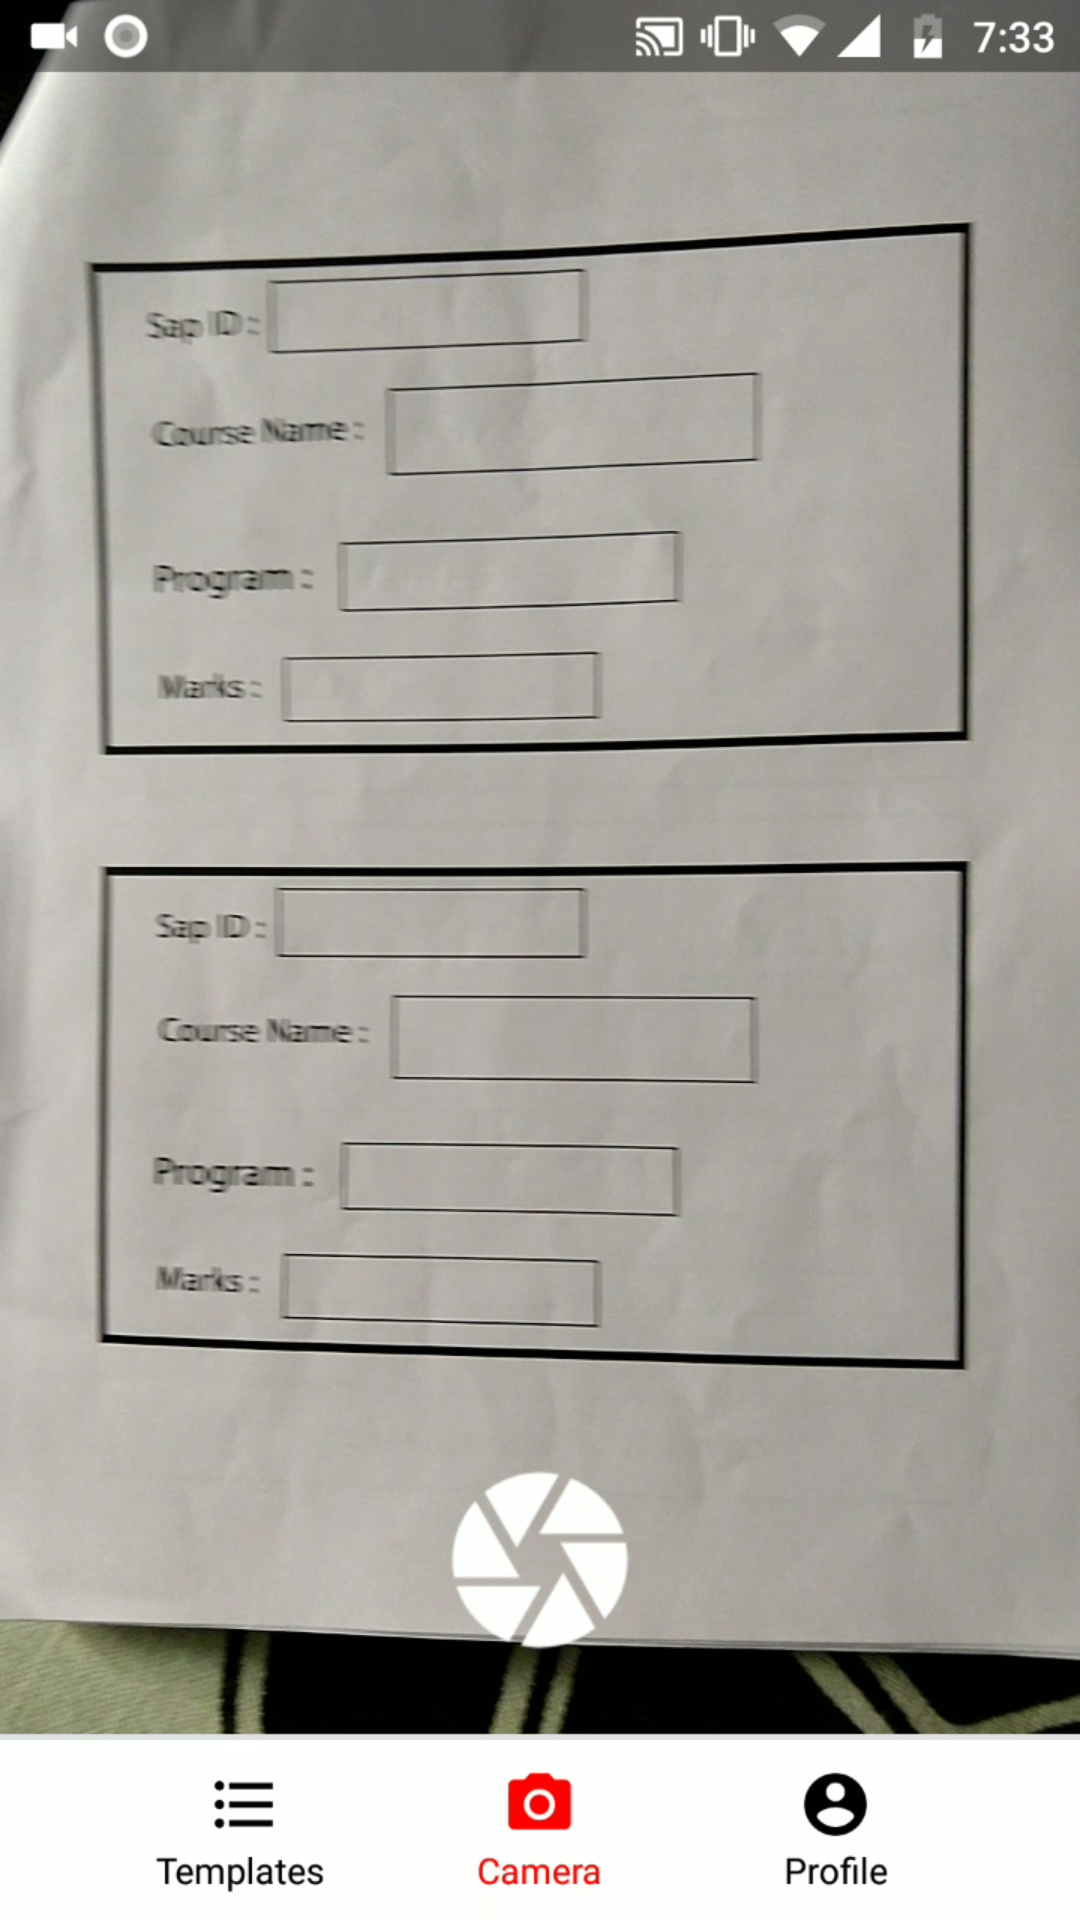 7:33
Sap ID :
Course Name :
Program :
Marks :
Sap ID :
Course Name :
Program :
Marks :
Templates
Camera
Profile